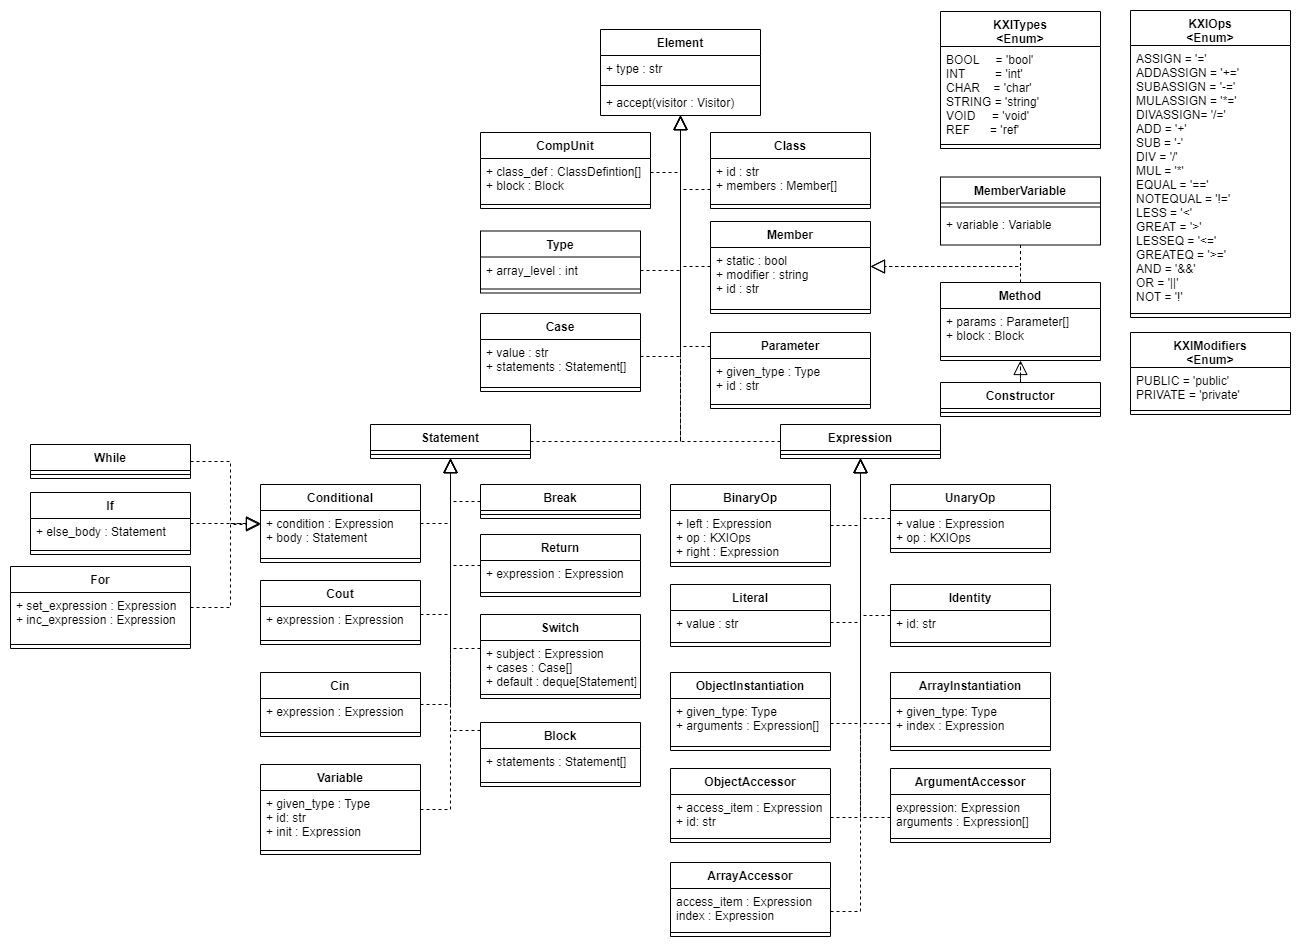 Element
+ type : str
+ accept(visitor : Visitor)
KXITypes
<Enum>
BOOL = 'bool'
INT = 'int'
CHAR = 'char'
STRING = 'string'
VOID = 'void'
REF = 'ref'
KXIOps
<Enum>
ASSIGN = '='
ADDASSIGN = '+='
SUBASSIGN = '-='
MULASSIGN = '*='
DIVASSIGN= '/='
ADD = '+'
SUB = '-'
DIV = '/'
MUL = '*'
EQUAL = '=='
NOTEQUAL = '!='
LESS = '<'
GREAT = '>'
LESSEQ = '<='
GREATEQ = '>='
AND = '&&'
OR = '||'
NOT = '!'
CompUnit
+ class_def : ClassDefintion[]
+ block : Block
Class
+ id : str
+ members : Member[]
MemberVariable
+ variable : Variable
Type
+ array_level : int
Member
+ static : bool
+ modifier : string
+ id : str
Method
+ params : Parameter[]
+ block : Block
Case
+ value : str
+ statements : Statement[]
Parameter
+ given_type : Type
+ id : str
Constructor
KXIModifiers
<Enum>
PUBLIC = 'public'
PRIVATE = 'private'
Statement
Expression
While
If
+ else_body : Statement
For
+ set_expression : Expression
+ inc_expression : Expression
Conditional
+ condition : Expression
+ body : Statement
Break
Return
+ expression : Expression
Cout
+ expression : Expression
Switch
+ subject : Expression
+ cases : Case[]
+ default : deque[Statement]
Cin
+ expression : Expression
Block
+ statements : Statement[]
Variable
+ given_type : Type
+ id: str
+ init : Expression
BinaryOp
+ left : Expression
+ op : KXIOps
+ right : Expression
UnaryOp
+ value : Expression
+ op : KXIOps
Literal
+ value : str
Identity
+ id: str
ObjectInstantiation
+ given_type: Type
+ arguments : Expression[]
ArrayInstantiation
+ given_type: Type
+ index : Expression
ObjectAccessor
+ access_item : Expression
+ id: str
ArgumentAccessor
expression: Expression
arguments : Expression[]
ArrayAccessor
access_item : Expression
index : Expression